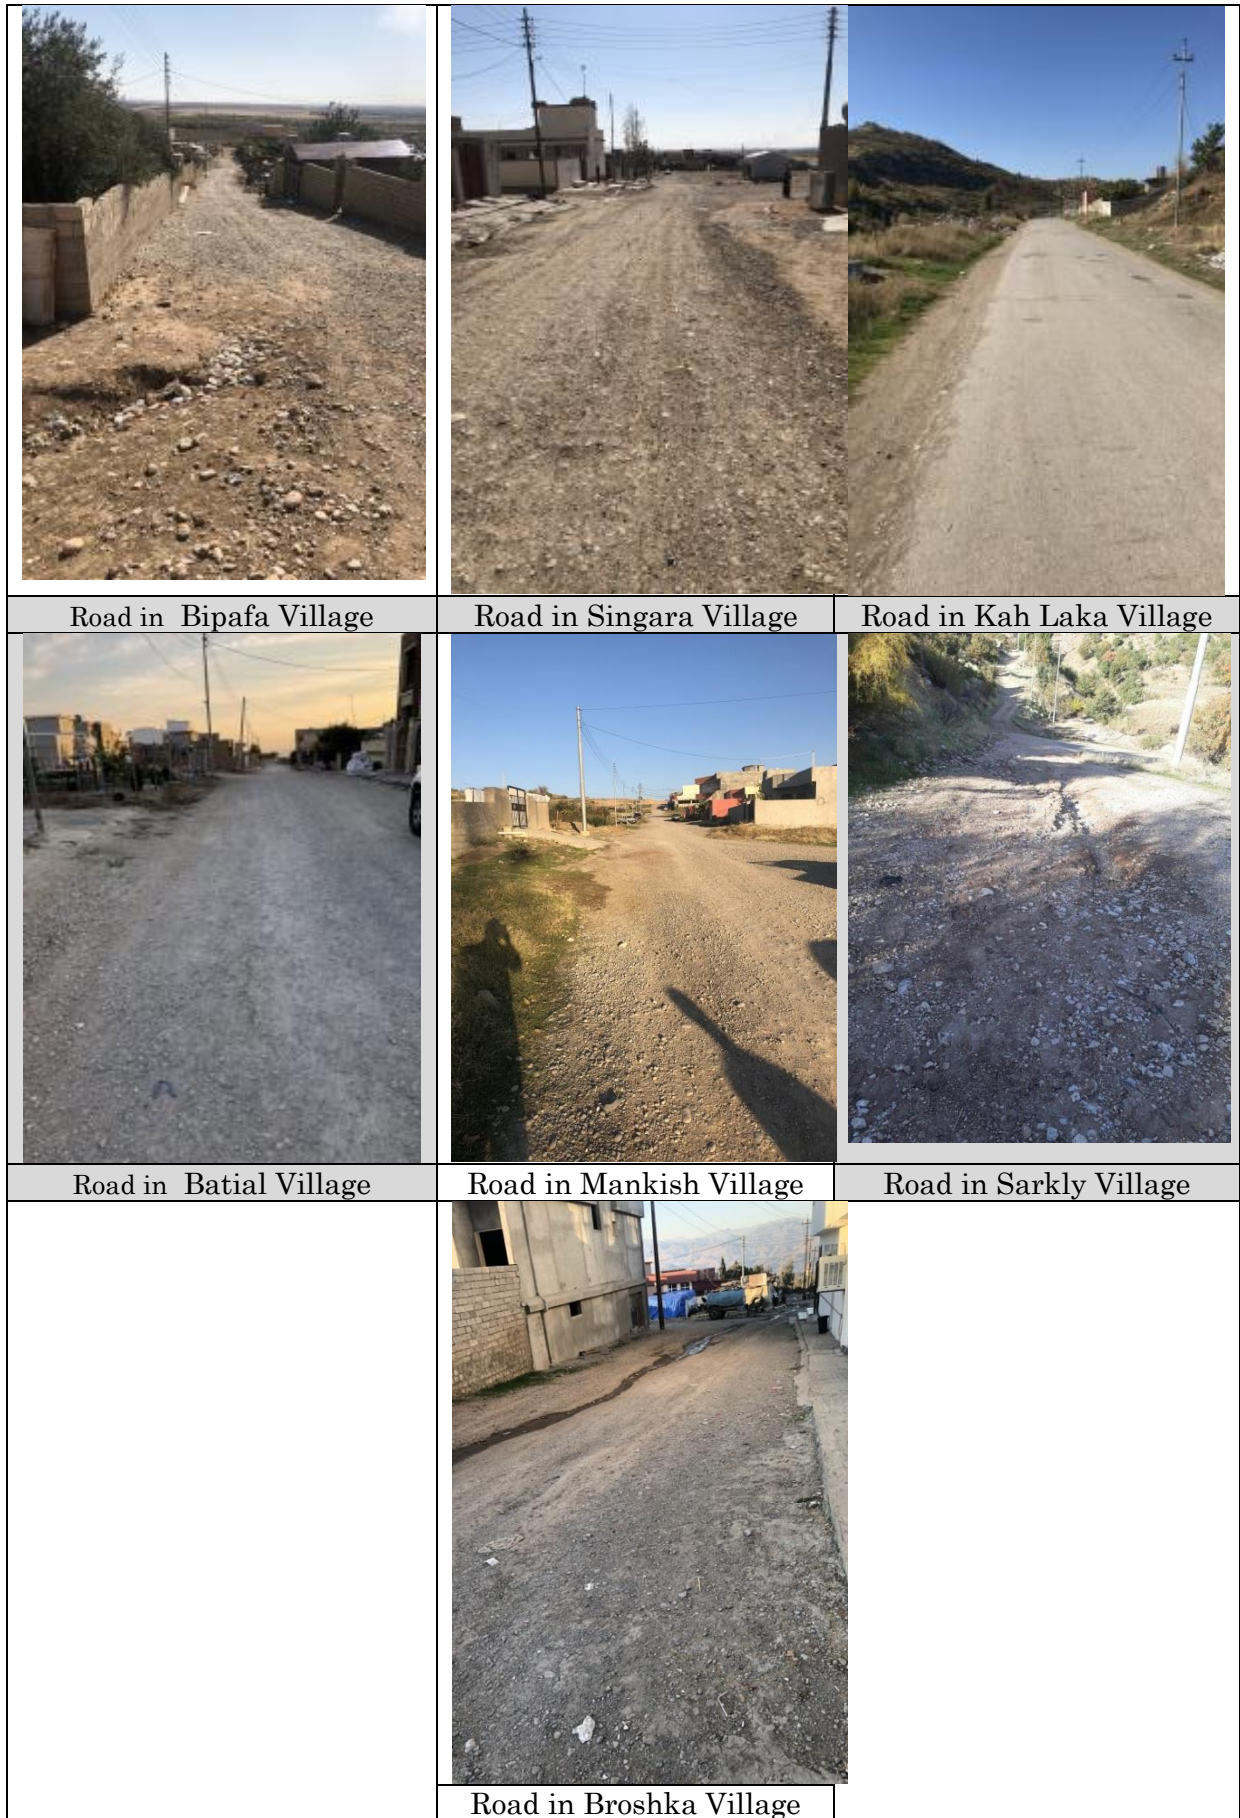 Road in Bipafa Village
Road in Singara Village
Road in Kah Laka Village
Road in Batial Village
Road in Mankish Village
Road in Sarkly Village
Road in Broshka Village